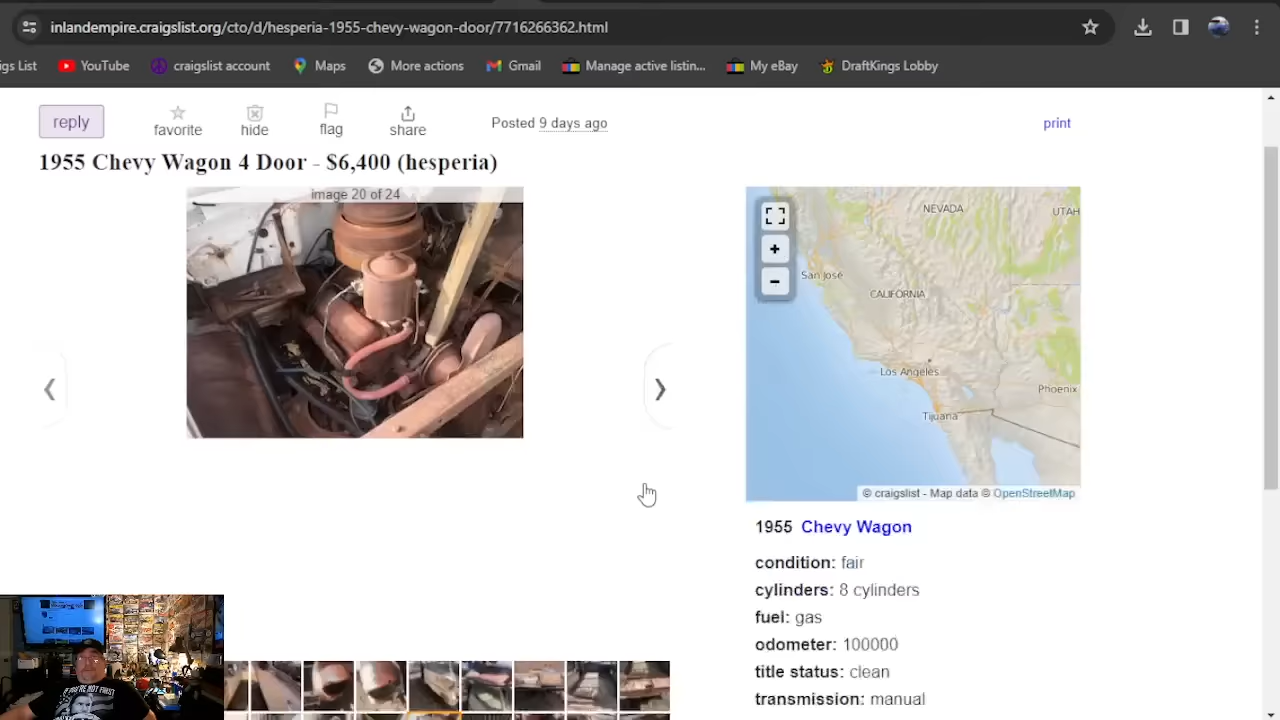 inlandempire.craigslist.org/cto/d/hesperia-1955-chevy-wagon-door/7716266362.html
igs List YouTube craigslist account Maps More actions Gmail Manage active listin... My eBay DraftKings Lobby
reply favorite hide flag share Posted 9 days ago print
1955 Chevy Wagon 4 Door - $6,400 (hesperia)
image 20 of 24
NEVADA
UTAH
San José
CALIFORNIA
Los Angeles
Phoenix
Tijuana
© craigslist - Map data © OpenStreetMap
1955 Chevy Wagon
condition: fair
cylinders: 8 cylinders
fuel: gas
odometer: 100000
title status: clean
transmission: manual